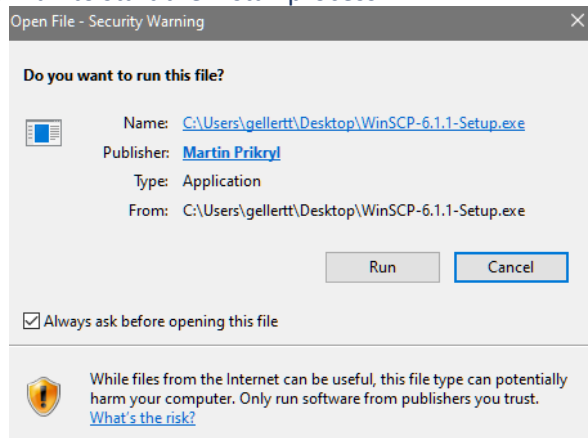 Open File - Security Warning
Do you want to run this file?
Name: C:\Users\gellertt\Desktop\WinSCP-6.1.1-Setup.exe
Publisher: Martin Prikryl
Type: Application
From: C:\Users\gellertt\Desktop\WinSCP-6.1.1-Setup.exe
Run Cancel
Always ask before opening this file
While files from the Internet can be useful, this file type can potentially
harm your computer. Only run software from publishers you trust.
What's the risk?